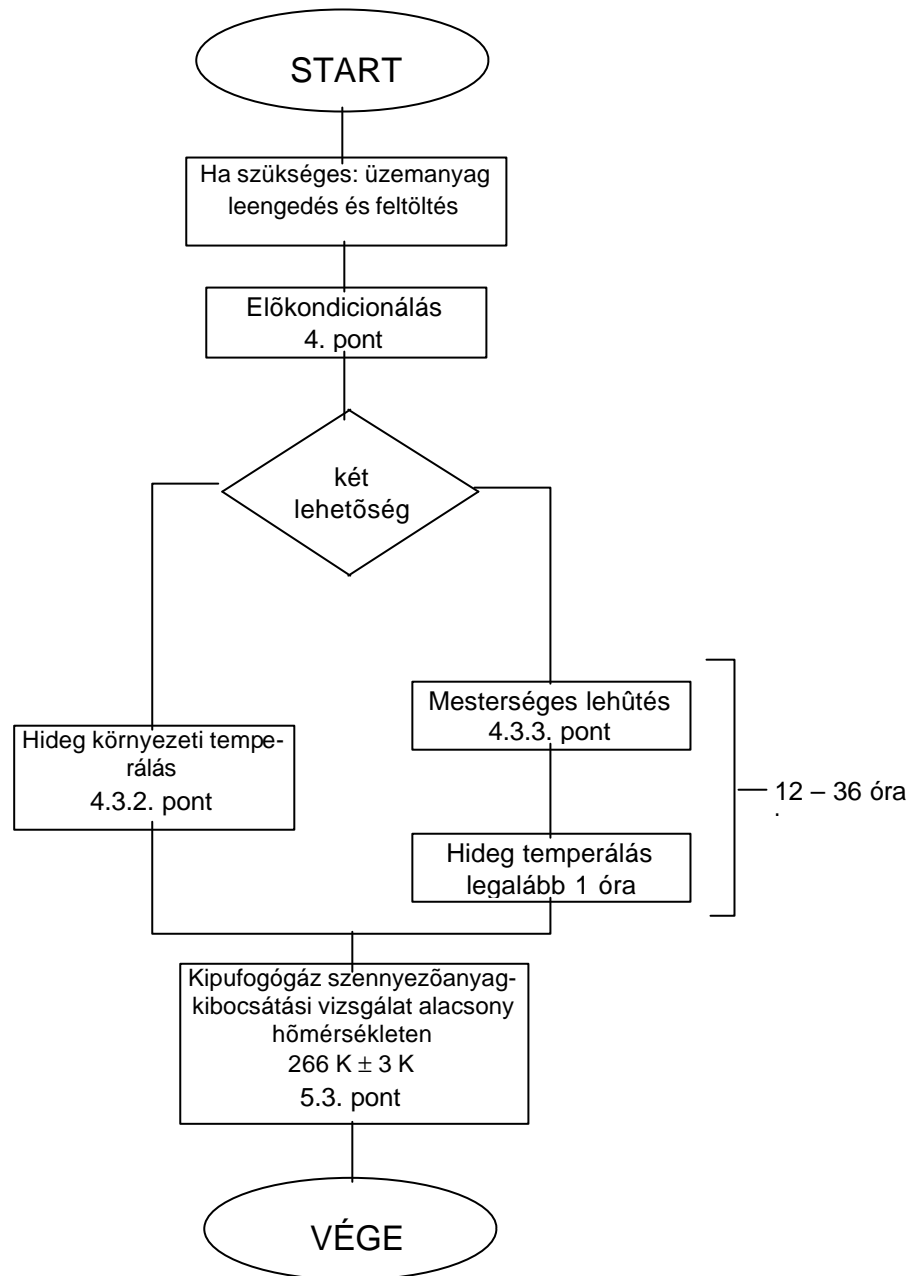 START
Ha szükséges: üzemanyag
leengedés és feltöltés
Elõkondicionálás
4. pont
két
lehetõség
Mesterséges lehûtés
4.3.3. pont
Hideg környezeti tempe-
rálás
4.3.2. pont
12 – 36 óra
.
Hideg temperálás
legalább 1 óra
Kipufogógáz szennyezõanyag-
kibocsátási vizsgálat alacsony
hõmérsékleten
266 K ± 3 K
5.3. pont
VÉGE